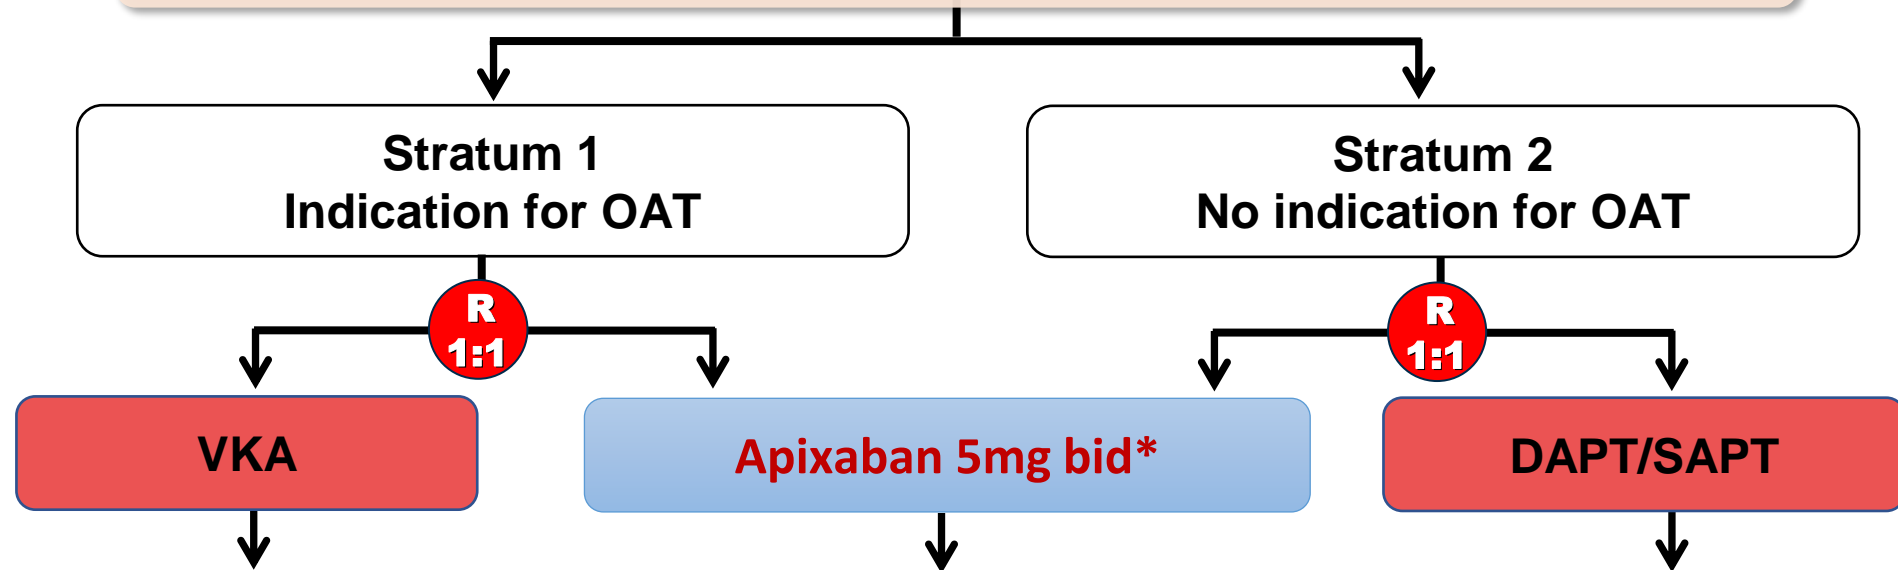 Stratum 1
Indication for OAT
Stratum 2
No indication for OAT
R
1:1
R
1:1
VKA
Apixaban 5mg bid*
DAPT/SAPT